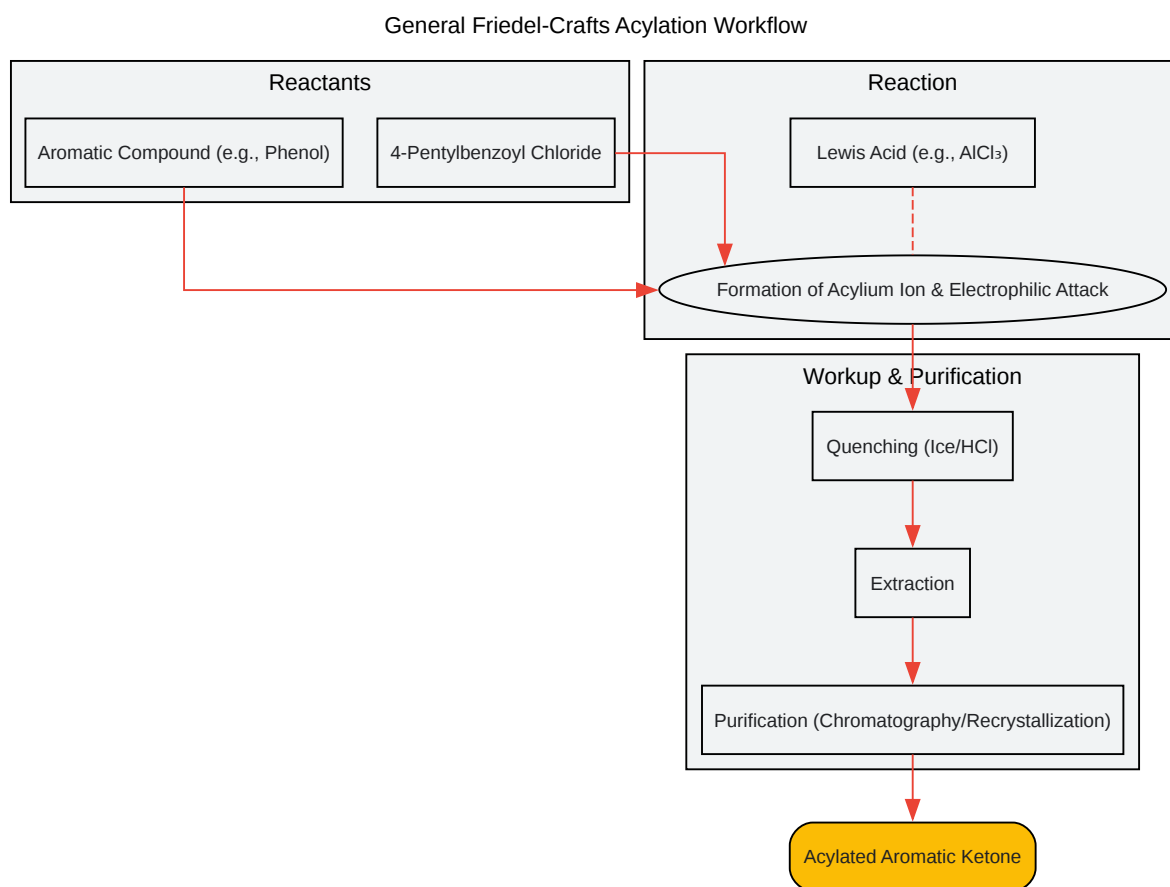 General Friedel-Crafts Acylation Workflow
Reactants
Aromatic Compound (e.g., Phenol)
4-Pentylbenzoyl Chloride
Reaction
Lewis Acid (e.g., AlCl₃)
Formation of Acylium Ion & Electrophilic Attack
Workup & Purification
Quenching (Ice/HCl)
Extraction
Purification (Chromatography/Recrystallization)
Acylated Aromatic Ketone